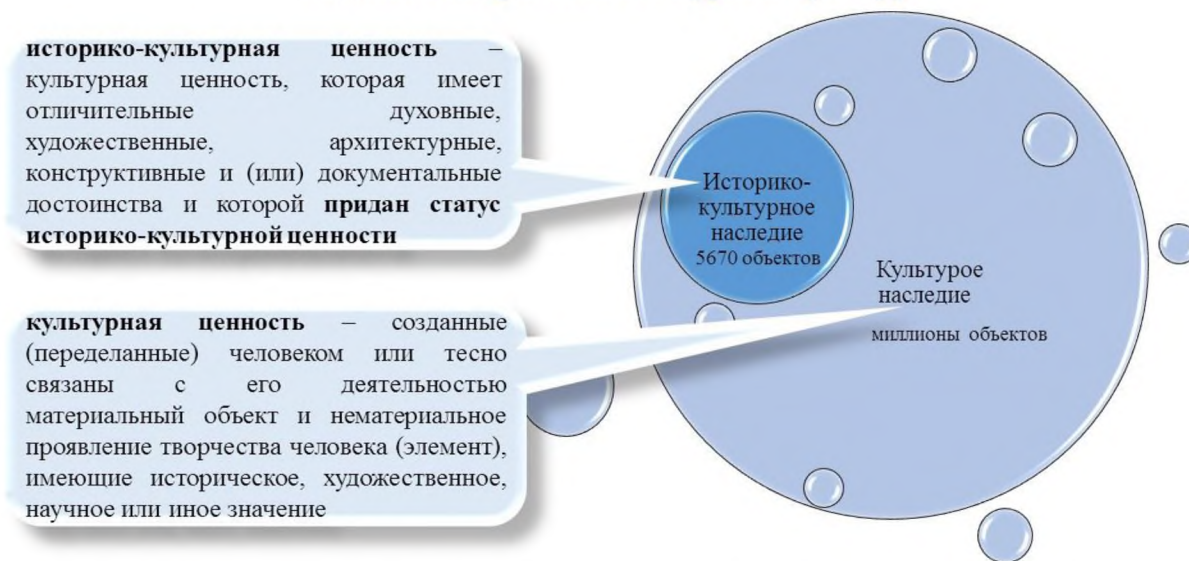 историко-культурная ценность –
культурная ценность, которая имеет
отличительные духовные,
художественные, архитектурные,
конструктивные и (или) документальные
достоинства и которой придан статус
историко-культурной ценности
культурная ценность – созданные
(переделанные) человеком или тесно
связаны с его деятельностью
материальный объект и нематериальное
проявление творчества человека (элемент),
имеющие историческое, художественное,
научное или иное значение
Историко-
культурное
наследие
5670 объектов
Культурое
наследие
миллионы объектов